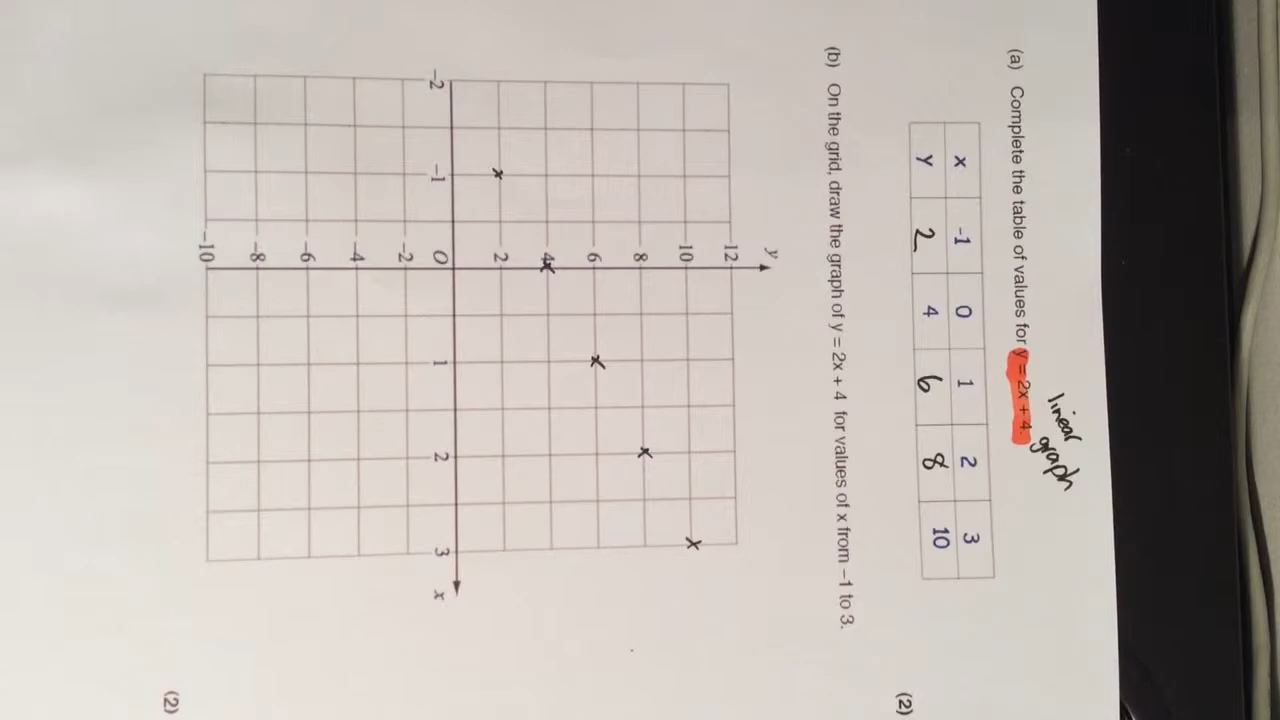 linear
graph
(a) Complete the table of values for y = 2x + 4.
x -1 0 1 2 3
y 2 4 6 8 10
(2)
(b) On the grid, draw the graph of y = 2x + 4 for values of x from −1 to 3.
y
12
10
8
6
4
2
−2 −1 O 1 2 3 x
−2
−4
−6
−8
−10
(2)